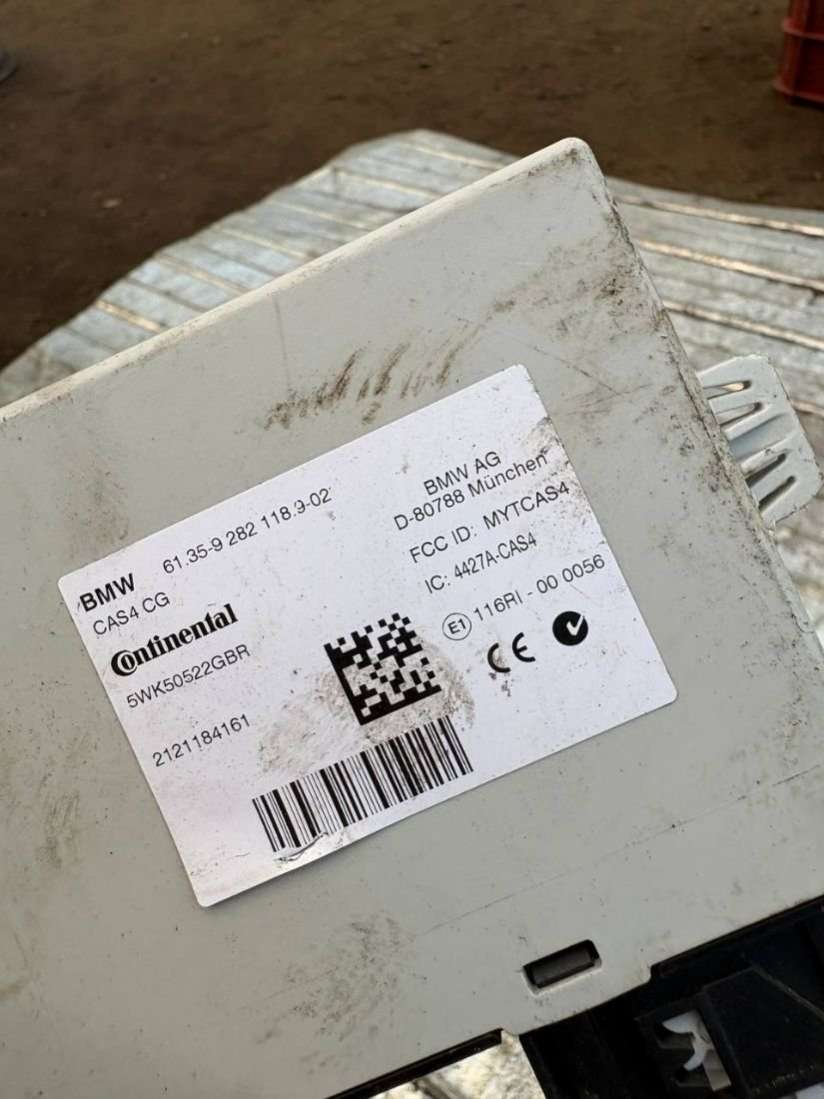 BMW 61.35-9 282 118.9-02
CAS4 CG
Continental
5WK50522GBR
2121184161
BMW AG
D-80788 München
FCC ID: MYTCAS4
IC: 4427A-CAS4
E1 116RI - 00 0056
CE